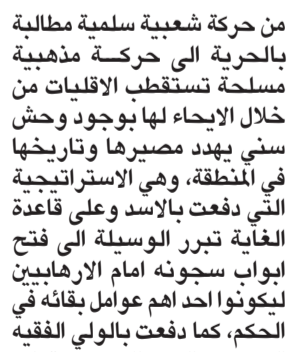 من حركة شعبية سلمية مطالبة
بالحرية الى حركة مذهبية
مسلحة تستقطب الاقليات من
خلال الايحاء لها بوجود وحش
سني يهدد مصيرها وتاريخها
في المنطقة، وهي الاستراتيجية
التي دفعت بالاسد وعلى قاعدة
الغاية تبرر الوسيلة الى فتح
ابواب سجونه امام الارهابيين
ليكونوا احد اهم عوامل بقائه في
الحكم، كما دفعت بالولي الفقيه